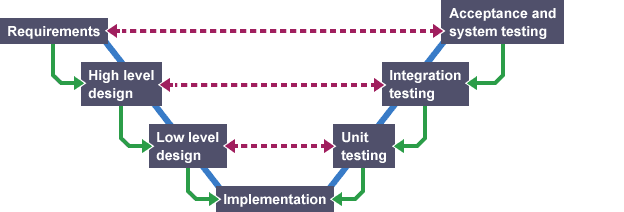 Requirements
Acceptance and
system testing
High level
design
Integration
testing
Low level
design
Unit
testing
Implementation